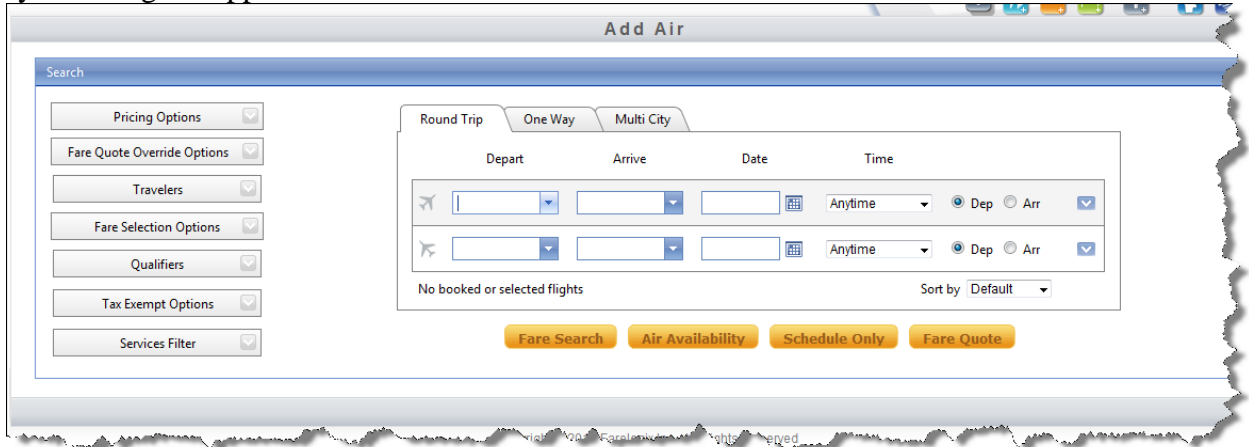 Add Air
Search
Pricing Options
Fare Quote Override Options
Travelers
Fare Selection Options
Qualifiers
Tax Exempt Options
Services Filter
Round Trip One Way Multi City
Depart Arrive Date Time
Anytime Dep Arr
Anytime Dep Arr
No booked or selected flights Sort by Default
Fare Search Air Availability Schedule Only Fare Quote